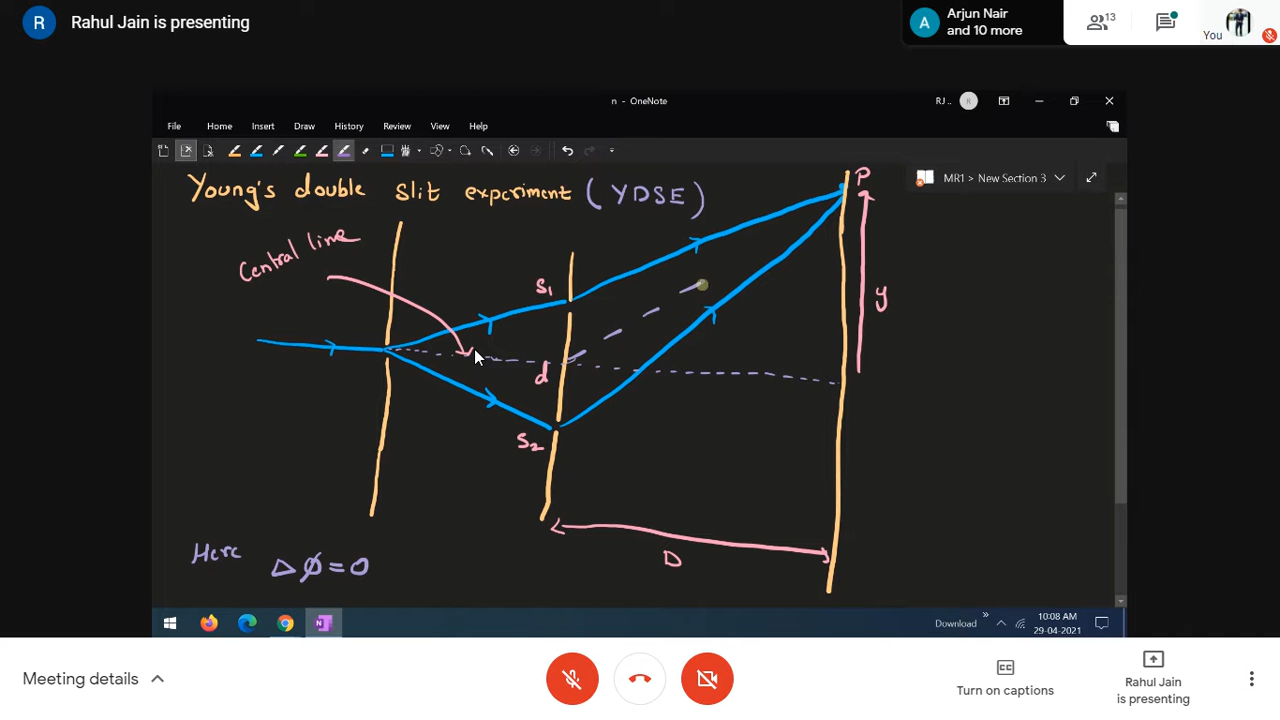 R Rahul Jain is presenting
A Arjun Nair
and 10 more
13
You
n - OneNote
RJ ..
File Home Insert Draw History Review View Help
MR1 > New Section 3
Young's double slit experiment (YDSE)
P
Central line
S1
y
d
S2
D
Here Δϕ=0
Download
10:08 AM
29-04-2021
Meeting details
CC
Turn on captions
Rahul Jain
is presenting